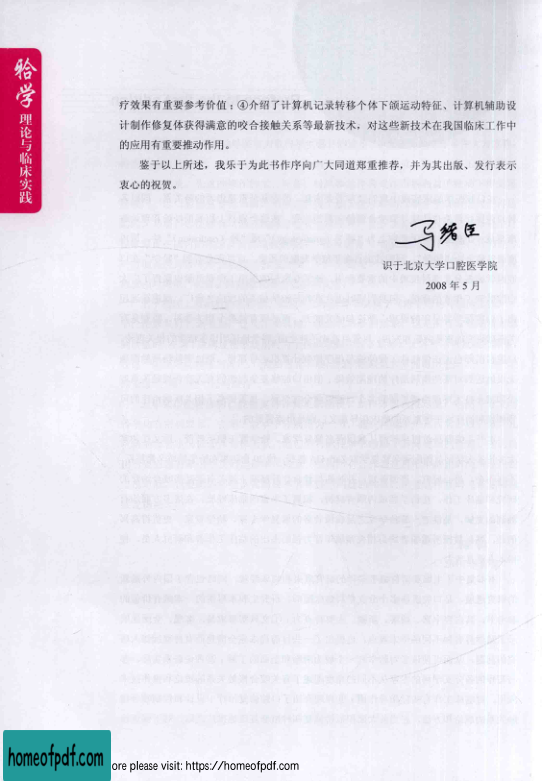 𬌗学
理论与临床实践
疗效果有重要参考价值；④介绍了计算机记录转移个体下颌运动特征、计算机辅助设
计制作修复体获得满意的咬合接触关系等最新技术，对这些新技术在我国临床工作中
的应用有重要推动作用。
鉴于以上所述，我乐于为此书作序向广大同道郑重推荐，并为其出版、发行表示
衷心的祝贺。
马绪臣
识于北京大学口腔医学院
2008 年 5 月
homeofpdf.com
ore please visit: https://homeofpdf.com